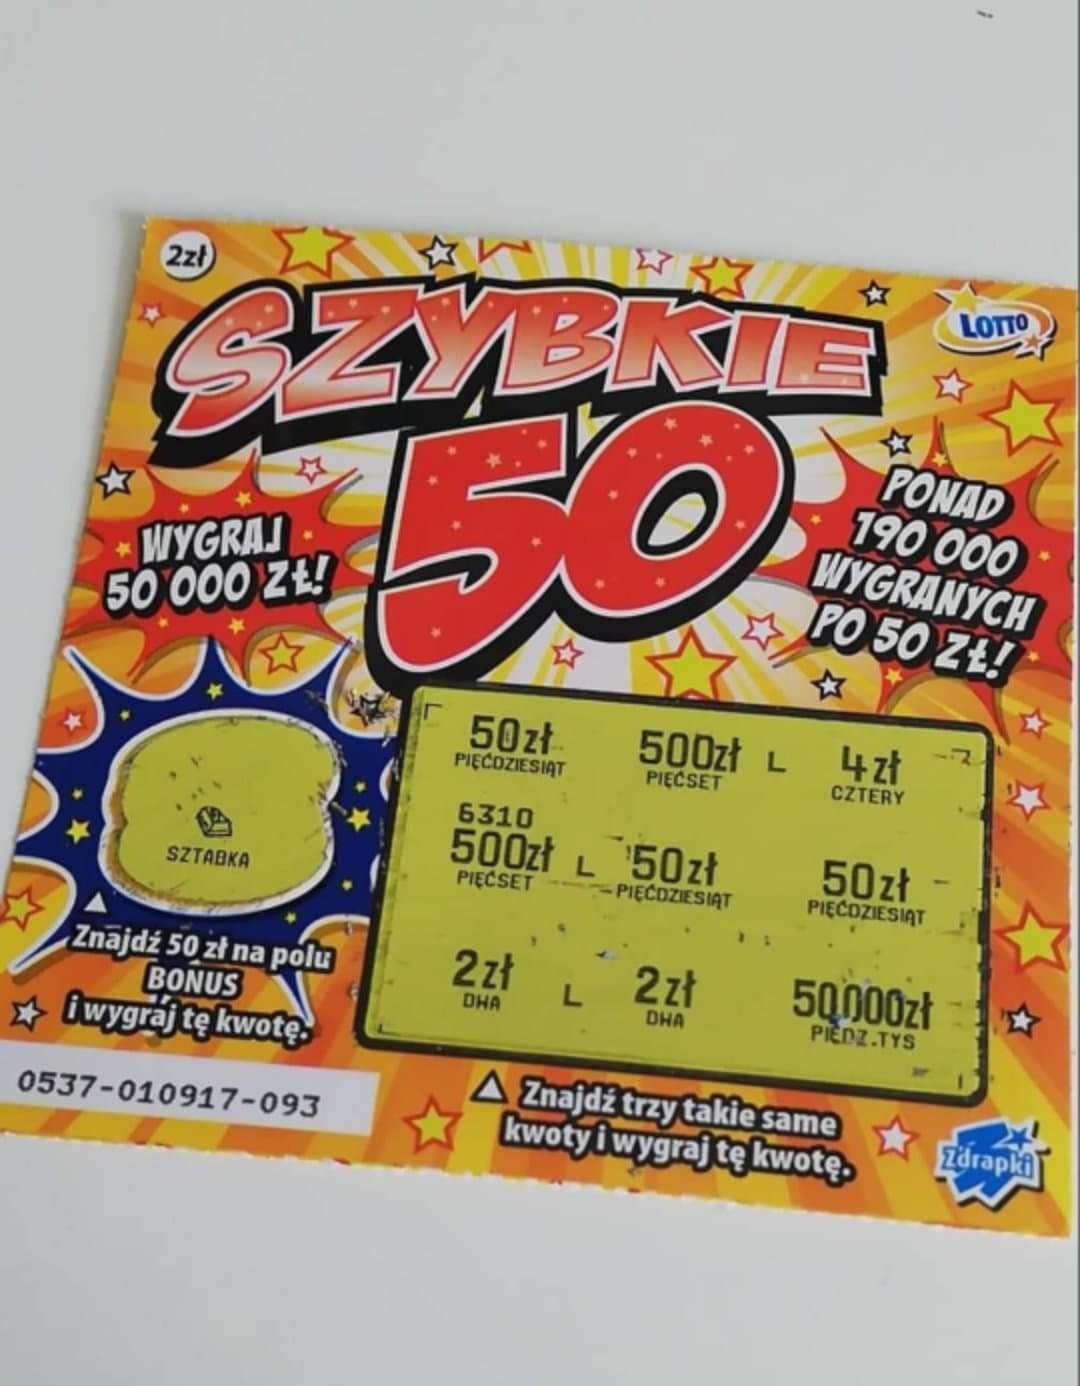 2zł
SZYBKIE
50
LOTTO
WYGRAJ
50 000 ZŁ!
PONAD
190 000
WYGRANYCH
PO 50 ZŁ!
50zł
PIĘĆDZIESIĄT
500zł
PIĘĆSET
L
4zł
CZTERY
6310
500zł
PIĘĆSET
L
50zł
PIĘĆDZIESIĄT
50zł
PIĘĆDZIESIĄT
2zł
DWA
L
2zł
DWA
50000zł
PIĘDZ.TYS
SZTABKA
Znajdź 50 zł na polu
BONUS
i wygraj tę kwotę.
0537-010917-093
Znajdź trzy takie same
kwoty i wygraj tę kwotę.
Zdrapki